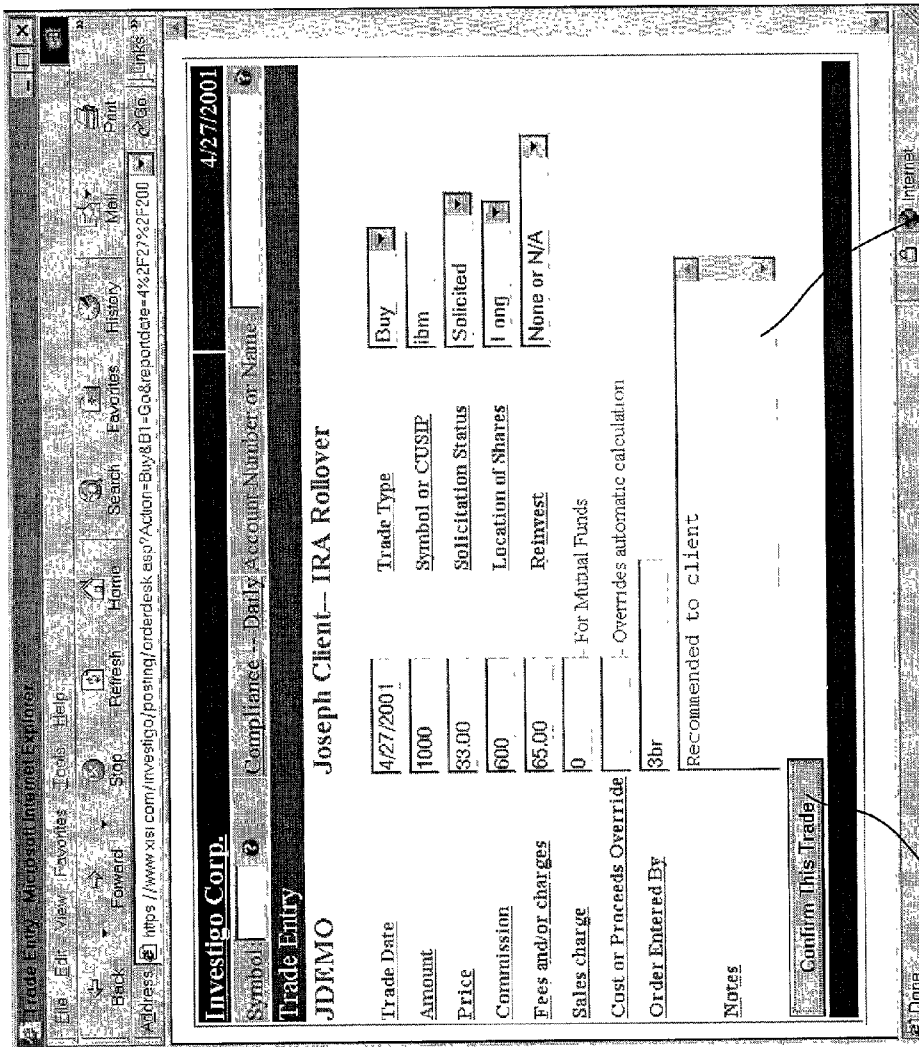 Trade Entry - Microsoft Internet Explorer
File Edit View Favorites Tools Help
Back Forward Stop Refresh Home Search Favorites History Mail Print »
Address https://www.xisi.com/investigo/posting/orderdesk.asp?Action=Buy&B1=Go&reportdate=4%2F27%2F200 Go Links »
Investigo Corp. 4/27/2001
Symbol Compliance -- Daily Account Number or Name
Trade Entry
JDEMO Joseph Client-- IRA Rollover
Trade Date 4/27/2001 Trade Type Buy
Amount 1000 Symbol or CUSIP ibm
Price 33.00 Solicitation Status Solicited
Commission 600 Location of Shares Long
Fees and/or charges 65.00 Reinvest None or N/A
Sales charge 0 - For Mutual Funds
Cost or Proceeds Override - Overrides automatic calculation
Order Entered By 3br
Notes Recommended to client
Confirm This Trade
Done Internet